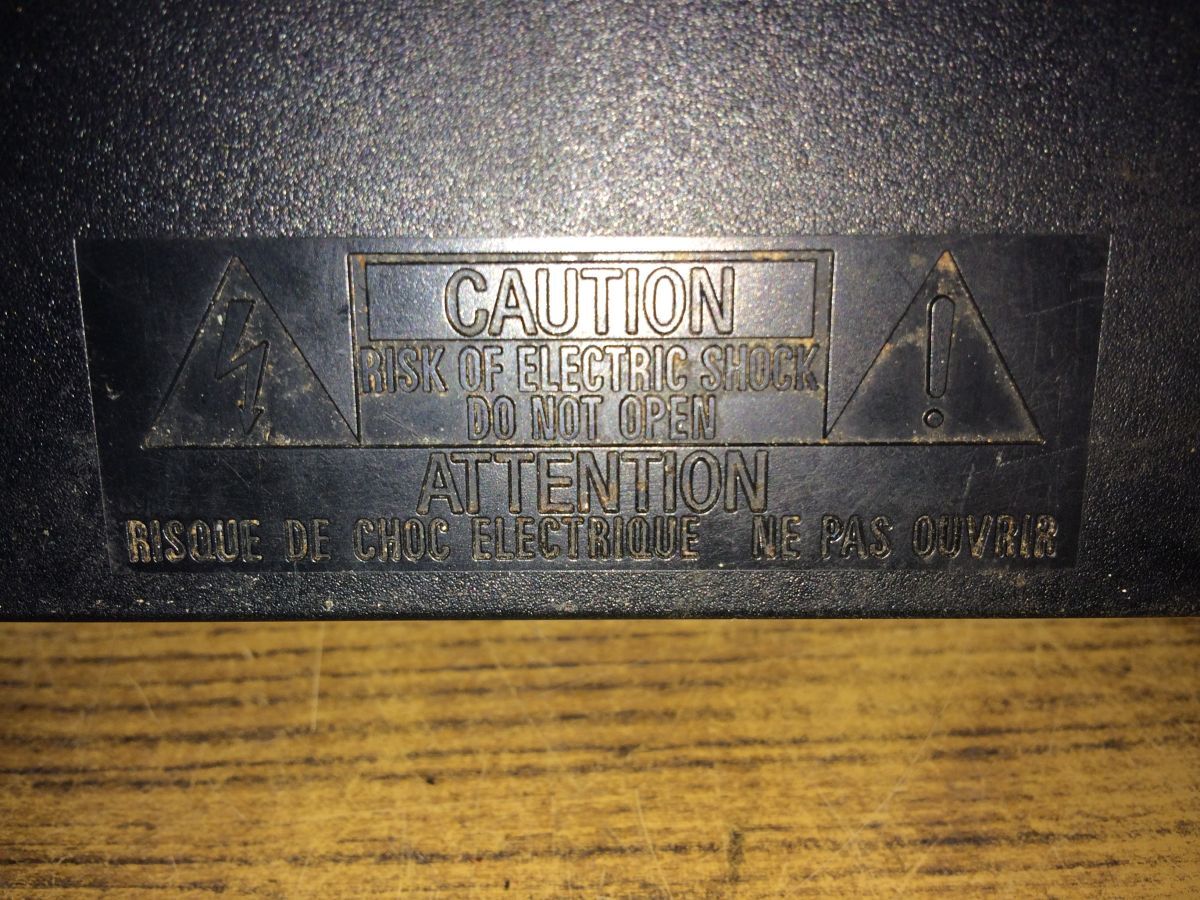 CAUTION
RISK OF ELECTRIC SHOCK
DO NOT OPEN
ATTENTION
RISQUE DE CHOC ELECTRIQUE NE PAS OUVRIR